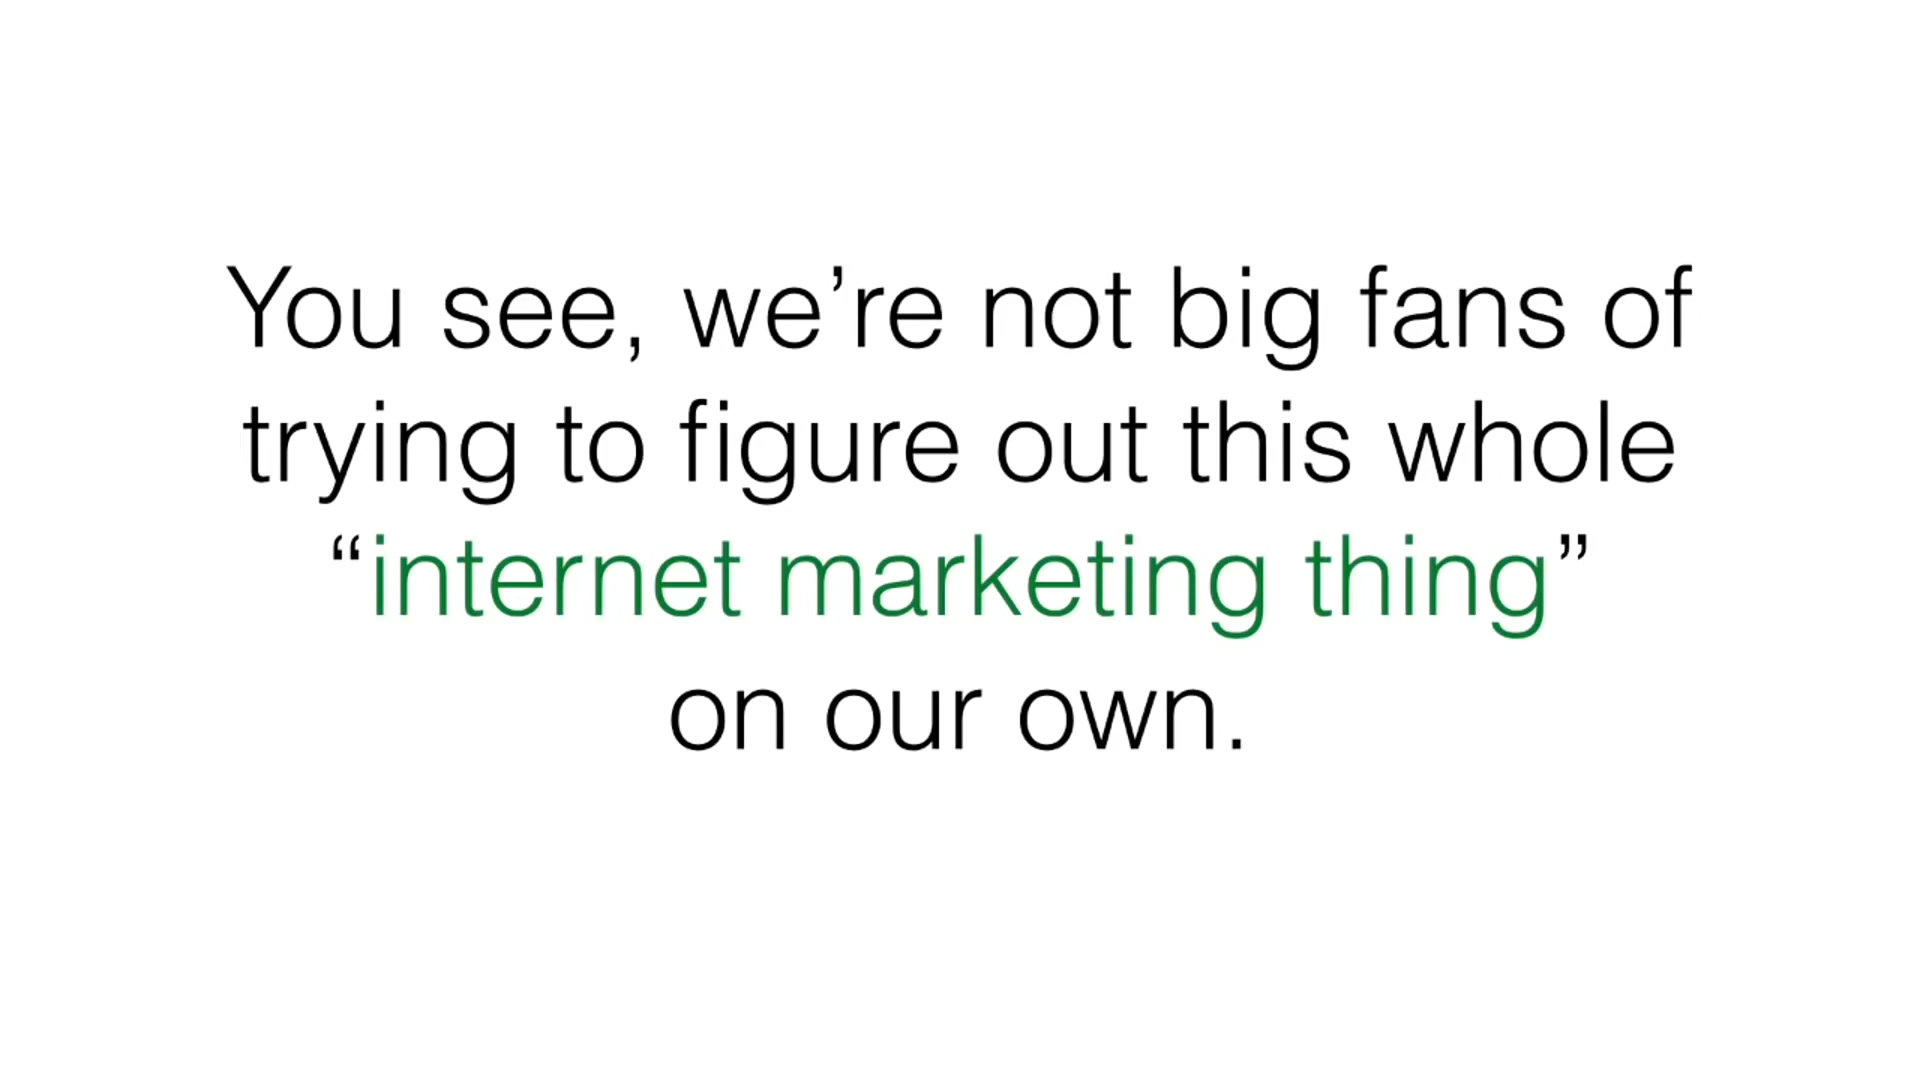 You see, we’re not big fans of
trying to figure out this whole
“internet marketing thing”
on our own.